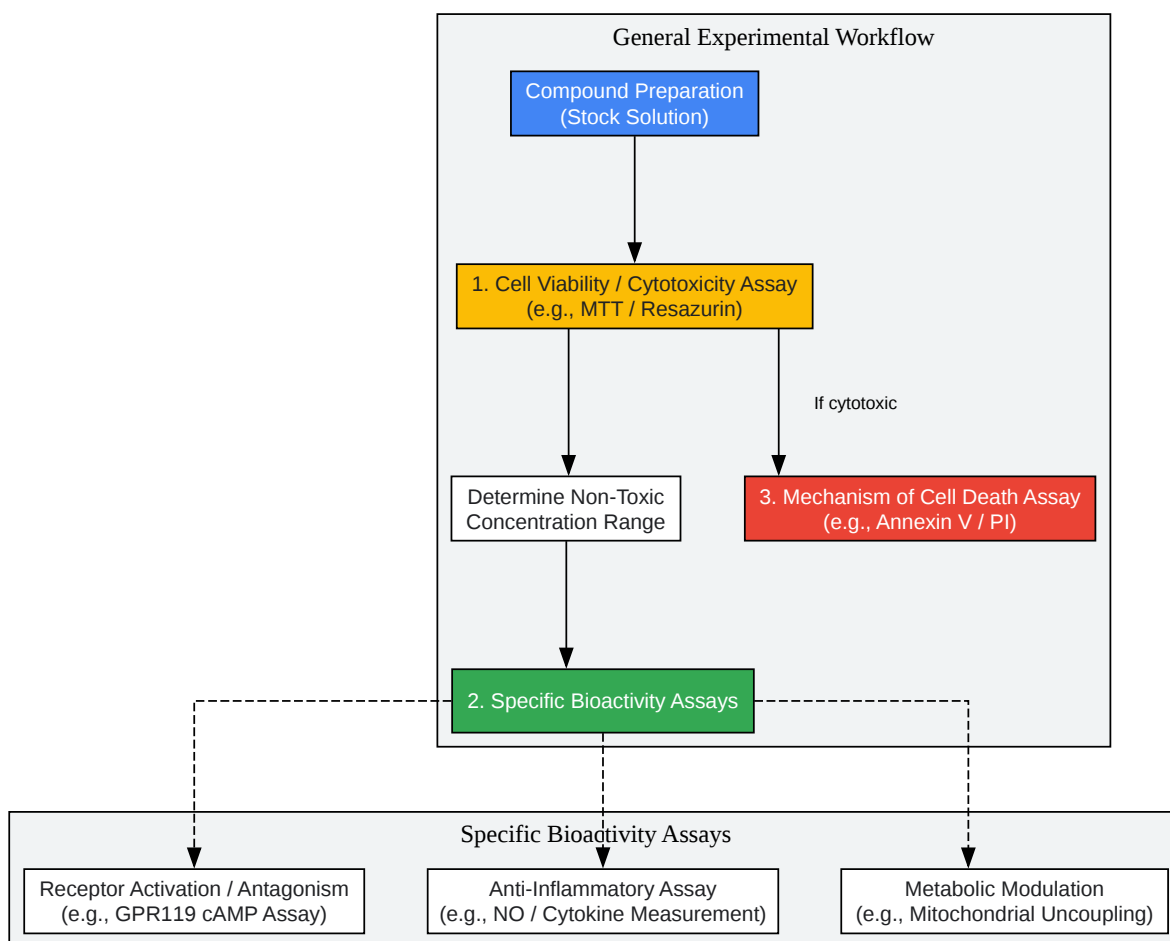 General Experimental Workflow
Compound Preparation
(Stock Solution)
1. Cell Viability / Cytotoxicity Assay
(e.g., MTT / Resazurin)
If cytotoxic
Determine Non-Toxic
Concentration Range
3. Mechanism of Cell Death Assay
(e.g., Annexin V / PI)
2. Specific Bioactivity Assays
Specific Bioactivity Assays
Receptor Activation / Antagonism
(e.g., GPR119 cAMP Assay)
Anti-Inflammatory Assay
(e.g., NO / Cytokine Measurement)
Metabolic Modulation
(e.g., Mitochondrial Uncoupling)